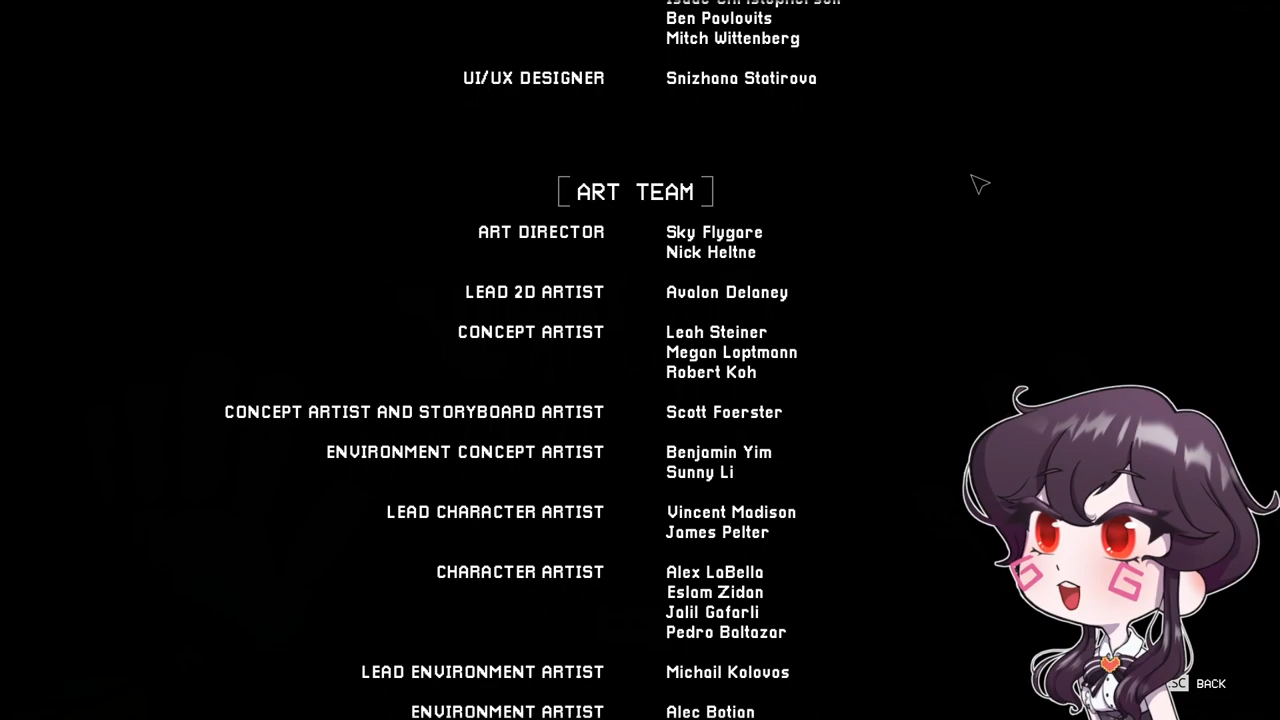 Isaac Christopherson
Ben Pavlovits
Mitch Wittenberg
UI/UX DESIGNER Snizhana Statirova
[ ART TEAM ]
ART DIRECTOR Sky Flygare
Nick Heltne
LEAD 2D ARTIST Avalon Delaney
CONCEPT ARTIST Leah Steiner
Megan Loptmann
Robert Koh
CONCEPT ARTIST AND STORYBOARD ARTIST Scott Foerster
ENVIRONMENT CONCEPT ARTIST Benjamin Yim
Sunny Li
LEAD CHARACTER ARTIST Vincent Madison
James Pelter
CHARACTER ARTIST Alex LaBella
Eslam Zidan
Jalil Gafarli
Pedro Baltazar
LEAD ENVIRONMENT ARTIST Michail Kolovos
G G
BACK
ENVIRONMENT ARTIST Alec Botian